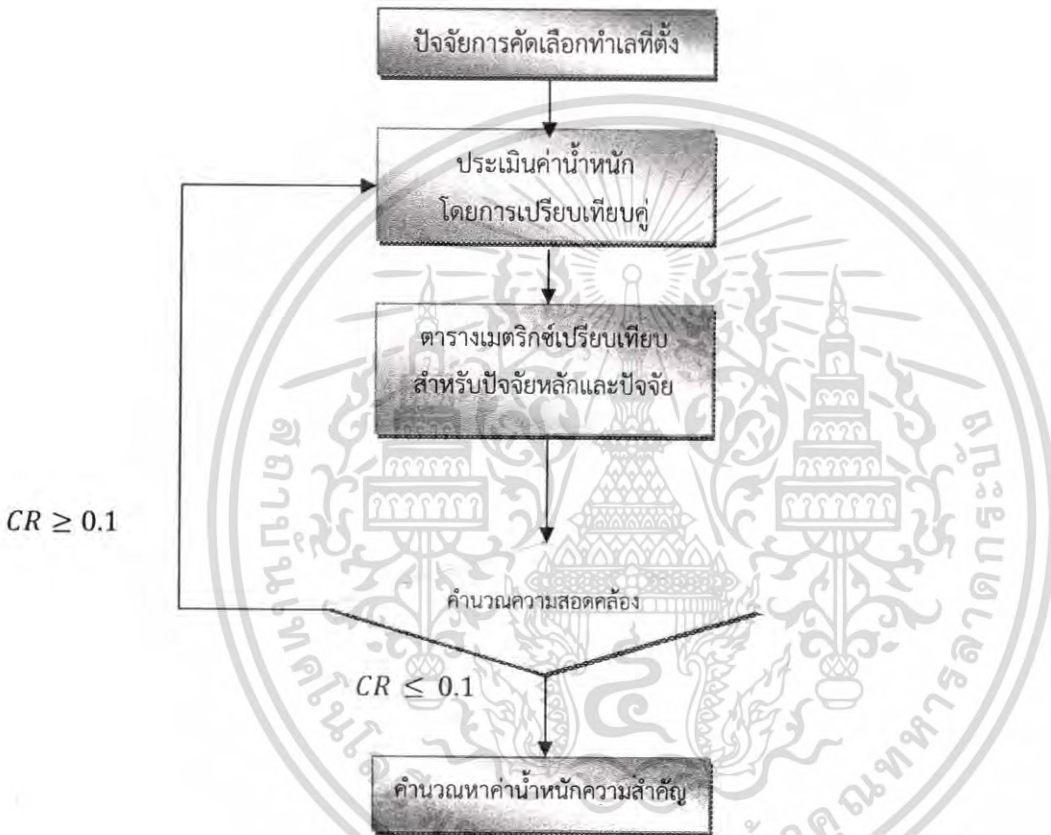 ปัจจัยการคัดเลือกทำเลที่ตั้ง
ประเมินค่าน้ำหนัก
โดยการเปรียบเทียบคู่
ตารางเมตริกซ์เปรียบเทียบ
สำหรับปัจจัยหลักและปัจจัย
CR ≥ 0.1
คำนวณความสอดคล้อง
CR ≤ 0.1
คำนวณหาค่าน้ำหนักความสำคัญ